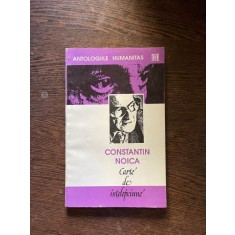 ANTOLOGIILE HUMANITAS
CONSTANTIN
NOICA
Carte
de
înțelepciune